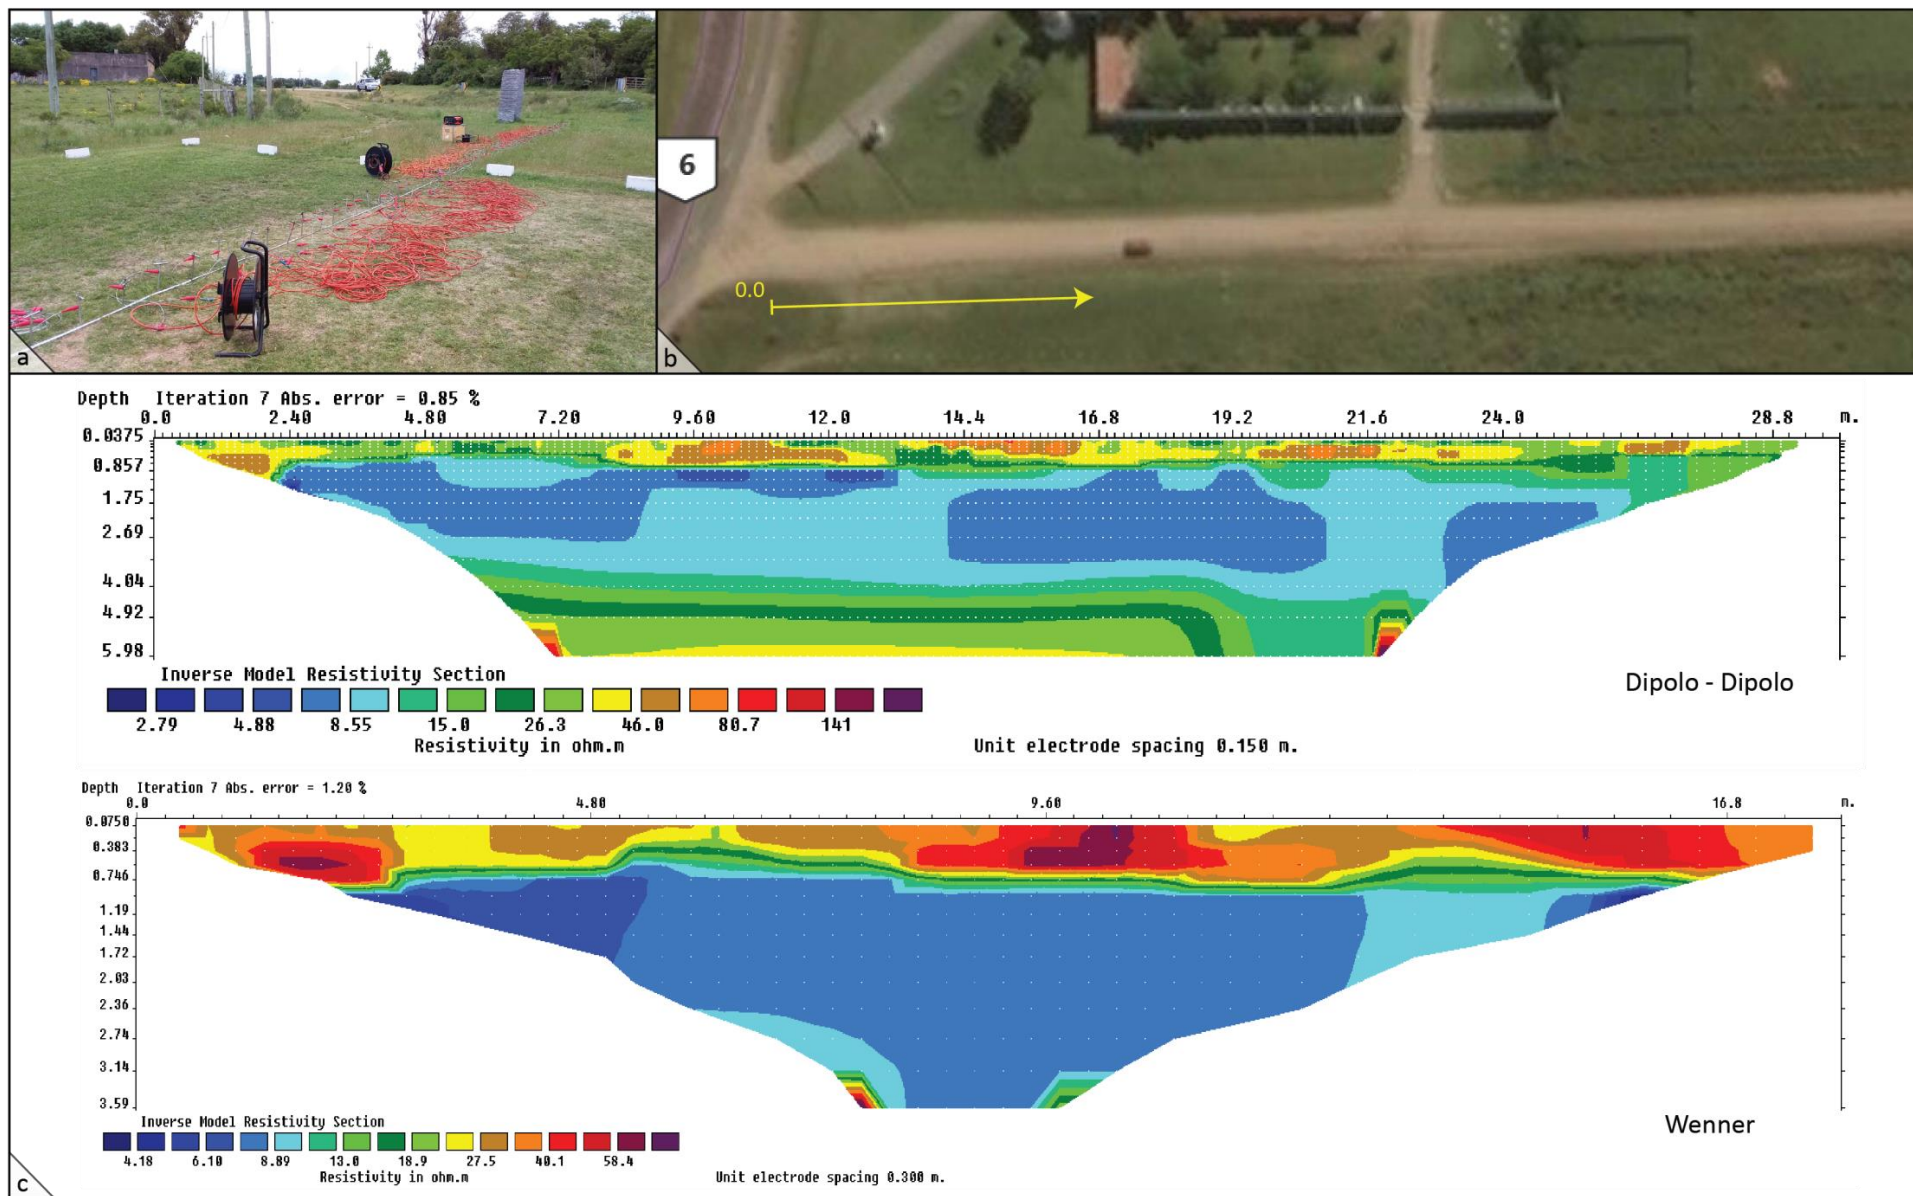 a
6
0.0
b
Depth Iteration 7 Abs. error = 0.85 %
0.0 2.40 4.80 7.20 9.60 12.0 14.4 16.8 19.2 21.6 24.0 28.8 m.
0.0375
0.857
1.75
2.69
4.04
4.92
5.98
Inverse Model Resistivity Section
2.79 4.88 8.55 15.0 26.3 46.0 80.7 141
Resistivity in ohm.m Unit electrode spacing 0.150 m.
Dipolo - Dipolo
Depth Iteration 7 Abs. error = 1.20 %
0.0 4.80 9.60 16.8 m.
0.0750
0.383
0.746
1.19
1.44
1.72
2.03
2.36
2.74
3.14
3.59
Inverse Model Resistivity Section
4.18 6.10 8.89 13.0 18.9 27.5 40.1 58.4
Resistivity in ohm.m Unit electrode spacing 0.300 m.
Wenner
c